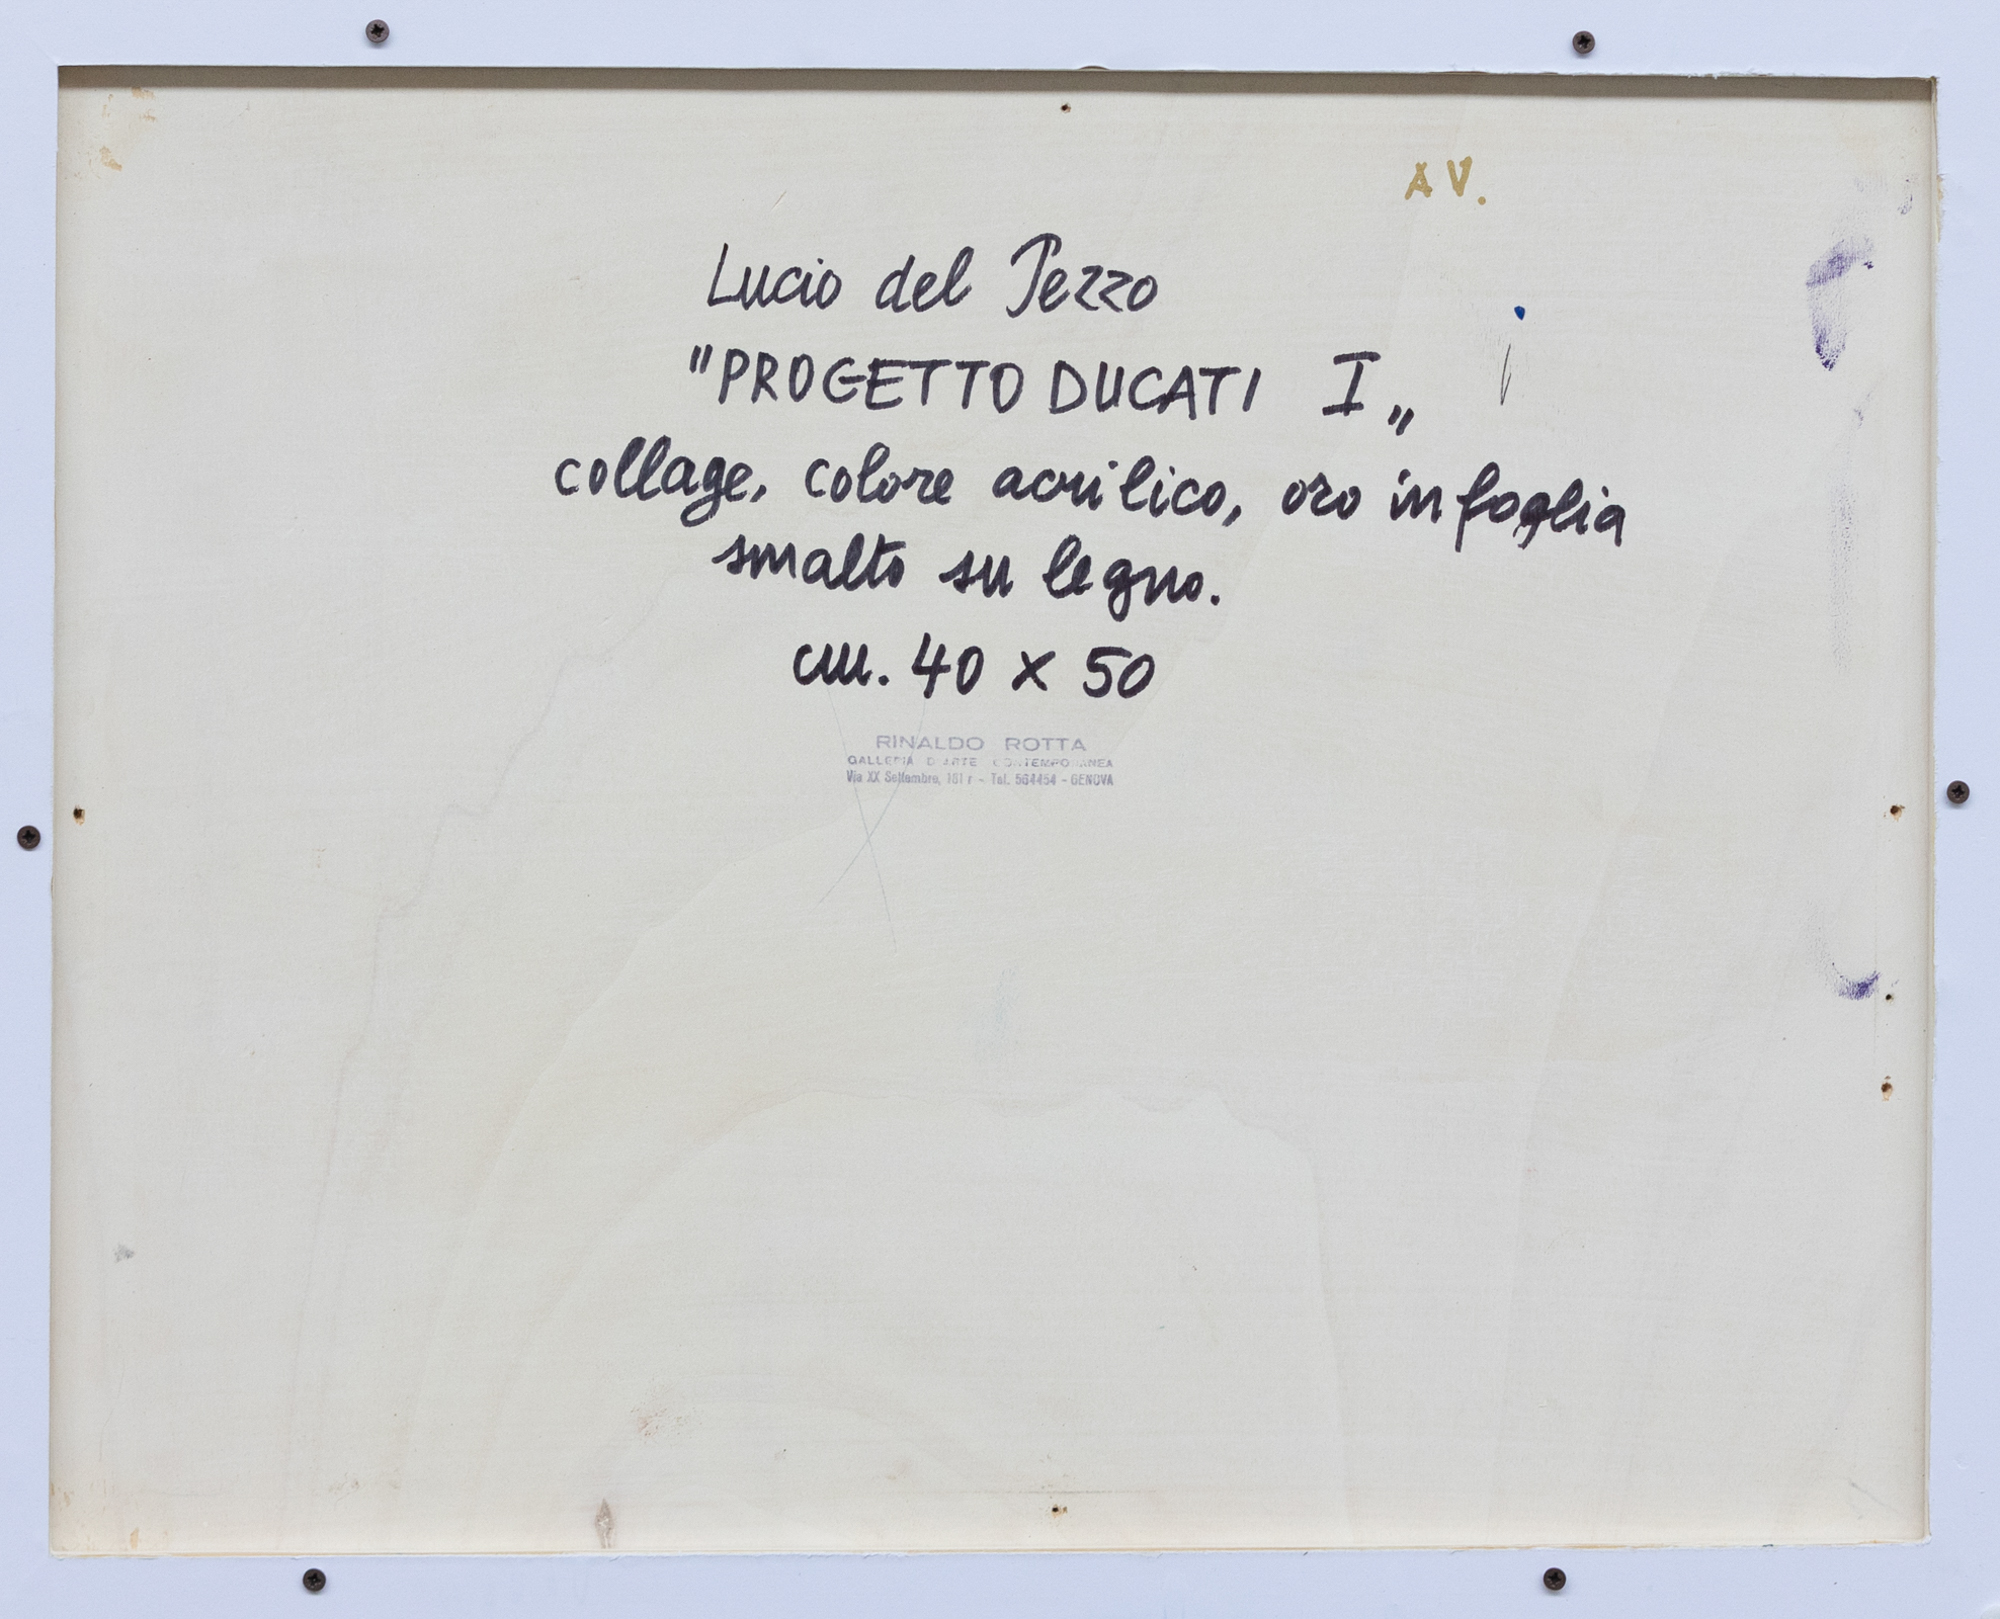 AV.
Lucio del Pezzo
"PROGETTO DUCATI I„
collage, colore acrilico, oro in foglia
smalto su legno.
cm. 40 x 50
RINALDO ROTTA
GALLERIA D'ARTE CONTEMPORANEA
Via XX Settembre, 181 r - Tel. 564454 - GENOVA